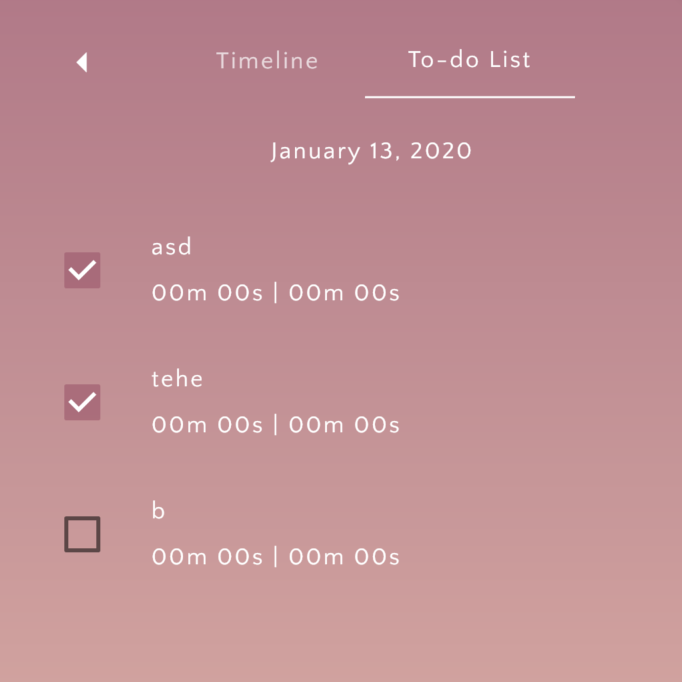 Timeline To-do List
January 13, 2020
asd
00m 00s | 00m 00s
tehe
00m 00s | 00m 00s
b
00m 00s | 00m 00s